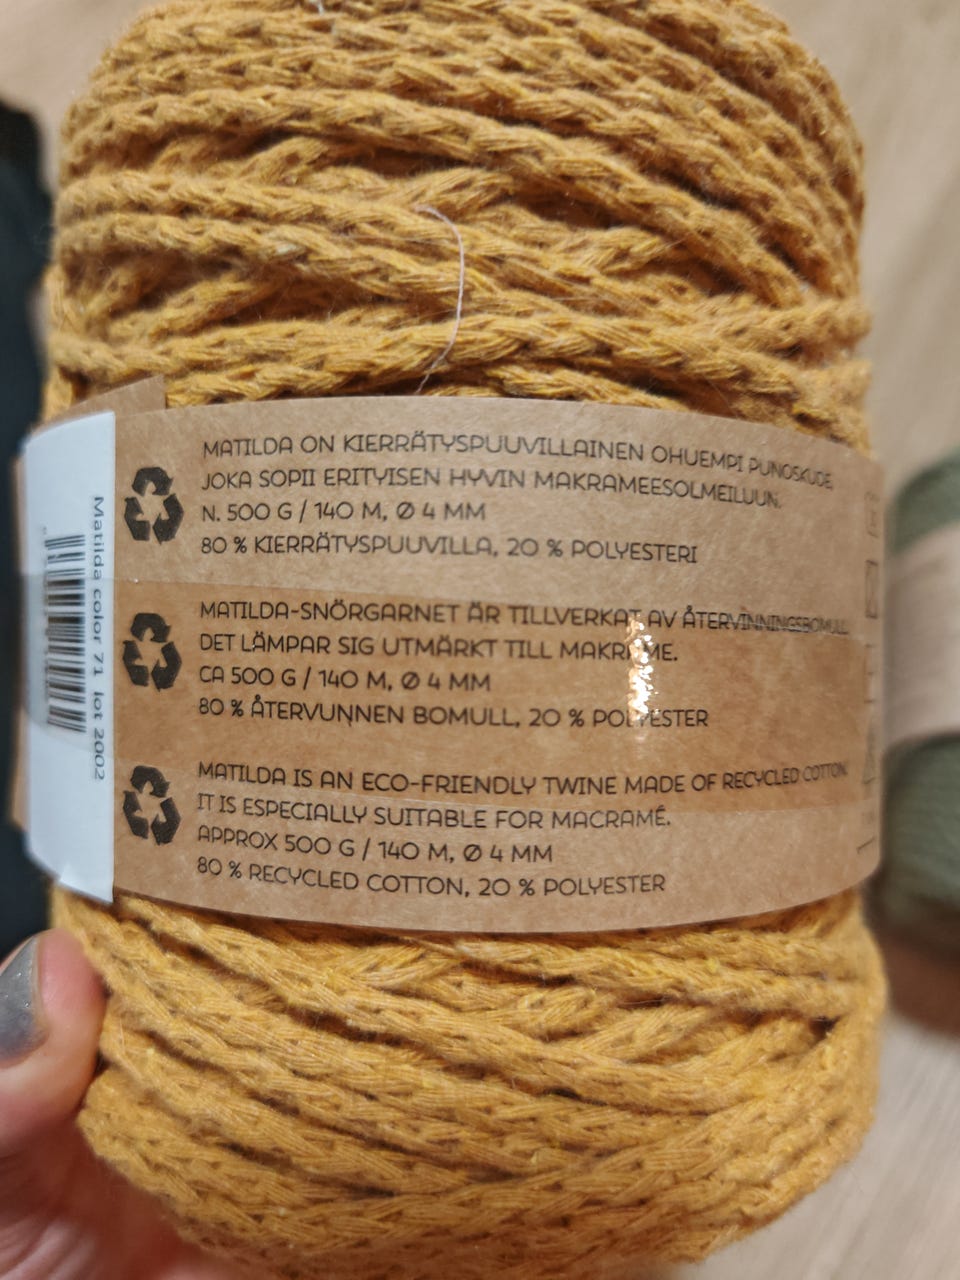 MATILDA ON KIERRÄTYSPUUVILLAINEN OHUEMPI PUNOSKUDE,
JOKA SOPII ERITYISEN HYVIN MAKRAMEESOLMEILUUN.
N. 500 G / 140 M, Ø 4 MM
80 % KIERRÄTYSPUUVILLA, 20 % POLYESTERI
MATILDA-SNÖRGARNET ÄR TILLVERKAT AV ÅTERVINNINGSBOMULL.
DET LÄMPAR SIG UTMÄRKT TILL MAKRAME.
CA 500 G / 140 M, Ø 4 MM
80 % ÅTERVUNNEN BOMULL, 20 % POLYESTER
MATILDA IS AN ECO-FRIENDLY TWINE MADE OF RECYCLED COTTON.
IT IS ESPECIALLY SUITABLE FOR MACRAMÉ.
APPROX 500 G / 140 M, Ø 4 MM
80 % RECYCLED COTTON, 20 % POLYESTER
Matilda color 71 lot 2002